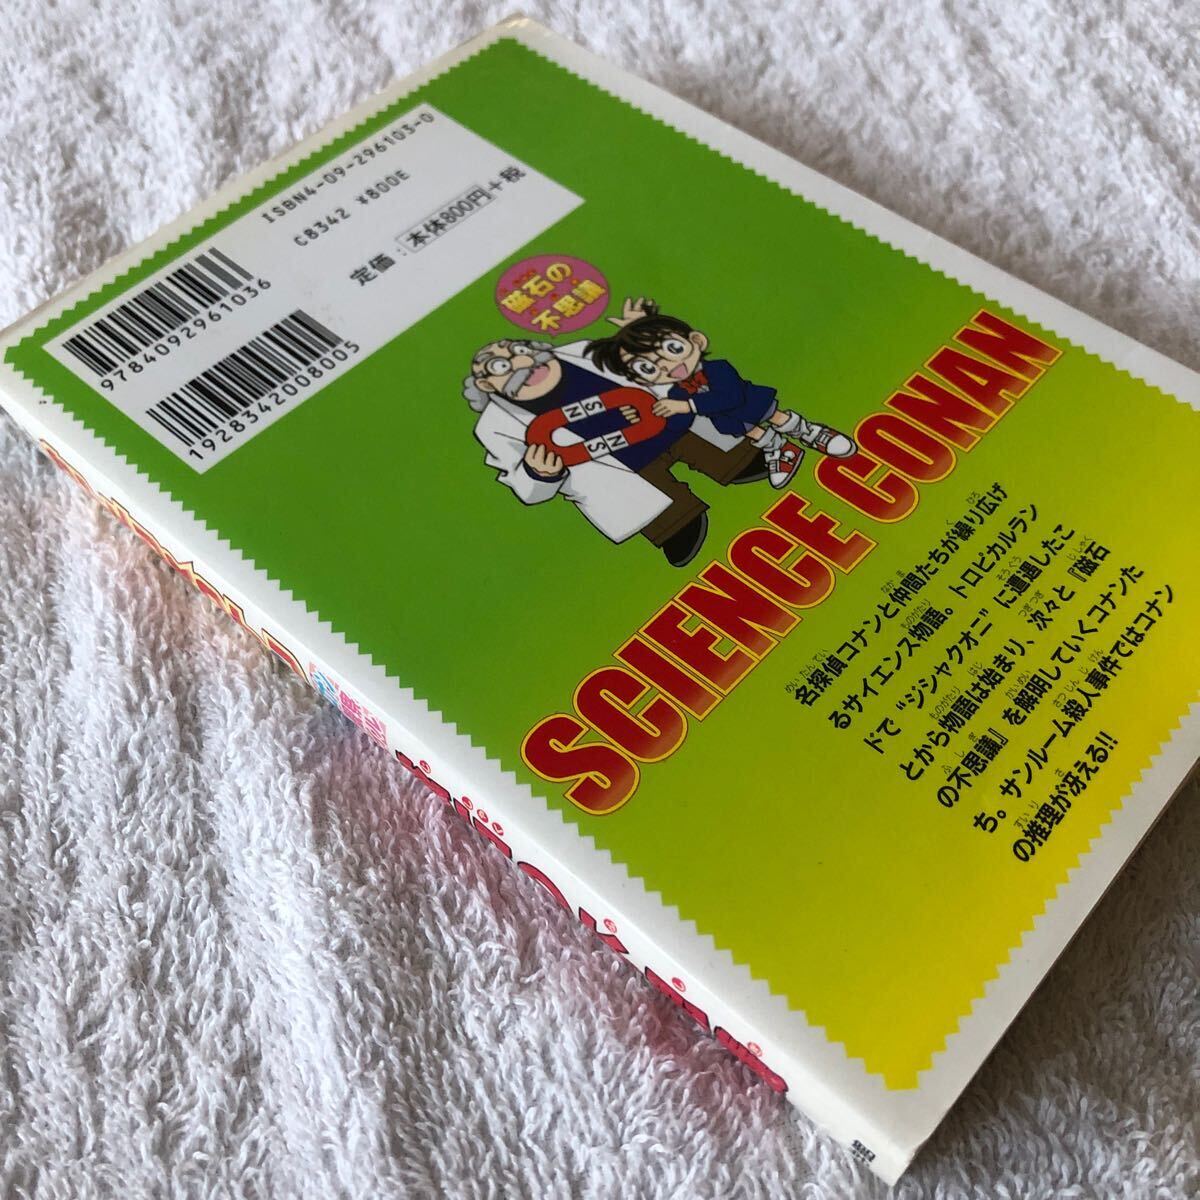 ISBN4-09-296103-0
C8342 ¥800E
定価：本体800円+税
9784092961036
1928342008005
磁石の
不思議
N S
S N
SCIENCE CONAN
名探偵コナンと仲間たちが繰り広げ
るサイエンス物語。トロピカルラン
ドで“ジシャクオニ”に遭遇したこ
とから物語は始まり、次々と『磁石
の不思議』を解明していくコナンた
ち。サンルーム殺人事件ではコナン
の推理が冴える!!